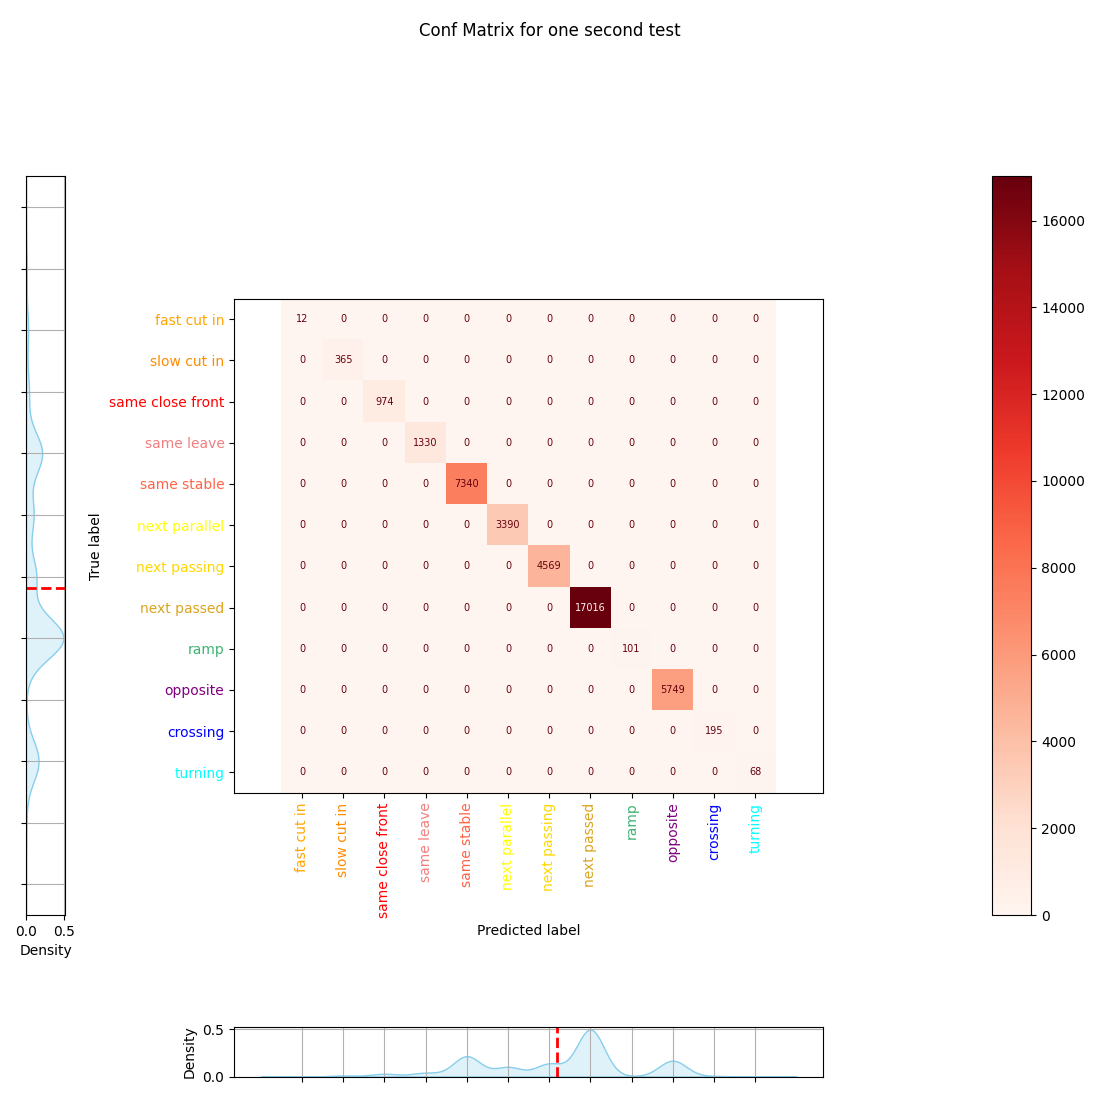 Conf Matrix for one second test
fast cut in 12 0 0 0 0 0 0 0 0 0 0 0
slow cut in 0 365 0 0 0 0 0 0 0 0 0 0
same close front 0 0 974 0 0 0 0 0 0 0 0 0
same leave 0 0 0 1330 0 0 0 0 0 0 0 0
same stable 0 0 0 0 7340 0 0 0 0 0 0 0
next parallel 0 0 0 0 0 3390 0 0 0 0 0 0
next passing 0 0 0 0 0 0 4569 0 0 0 0 0
next passed 0 0 0 0 0 0 0 17016 0 0 0 0
ramp 0 0 0 0 0 0 0 0 101 0 0 0
opposite 0 0 0 0 0 0 0 0 0 5749 0 0
crossing 0 0 0 0 0 0 0 0 0 0 195 0
turning 0 0 0 0 0 0 0 0 0 0 0 68
True label
fast cut in
slow cut in
same close front
same leave
same stable
next parallel
next passing
next passed
ramp
opposite
crossing
turning
Predicted label
0.0 0.5
Density
16000
14000
12000
10000
8000
6000
4000
2000
0
Density
0.5
0.0